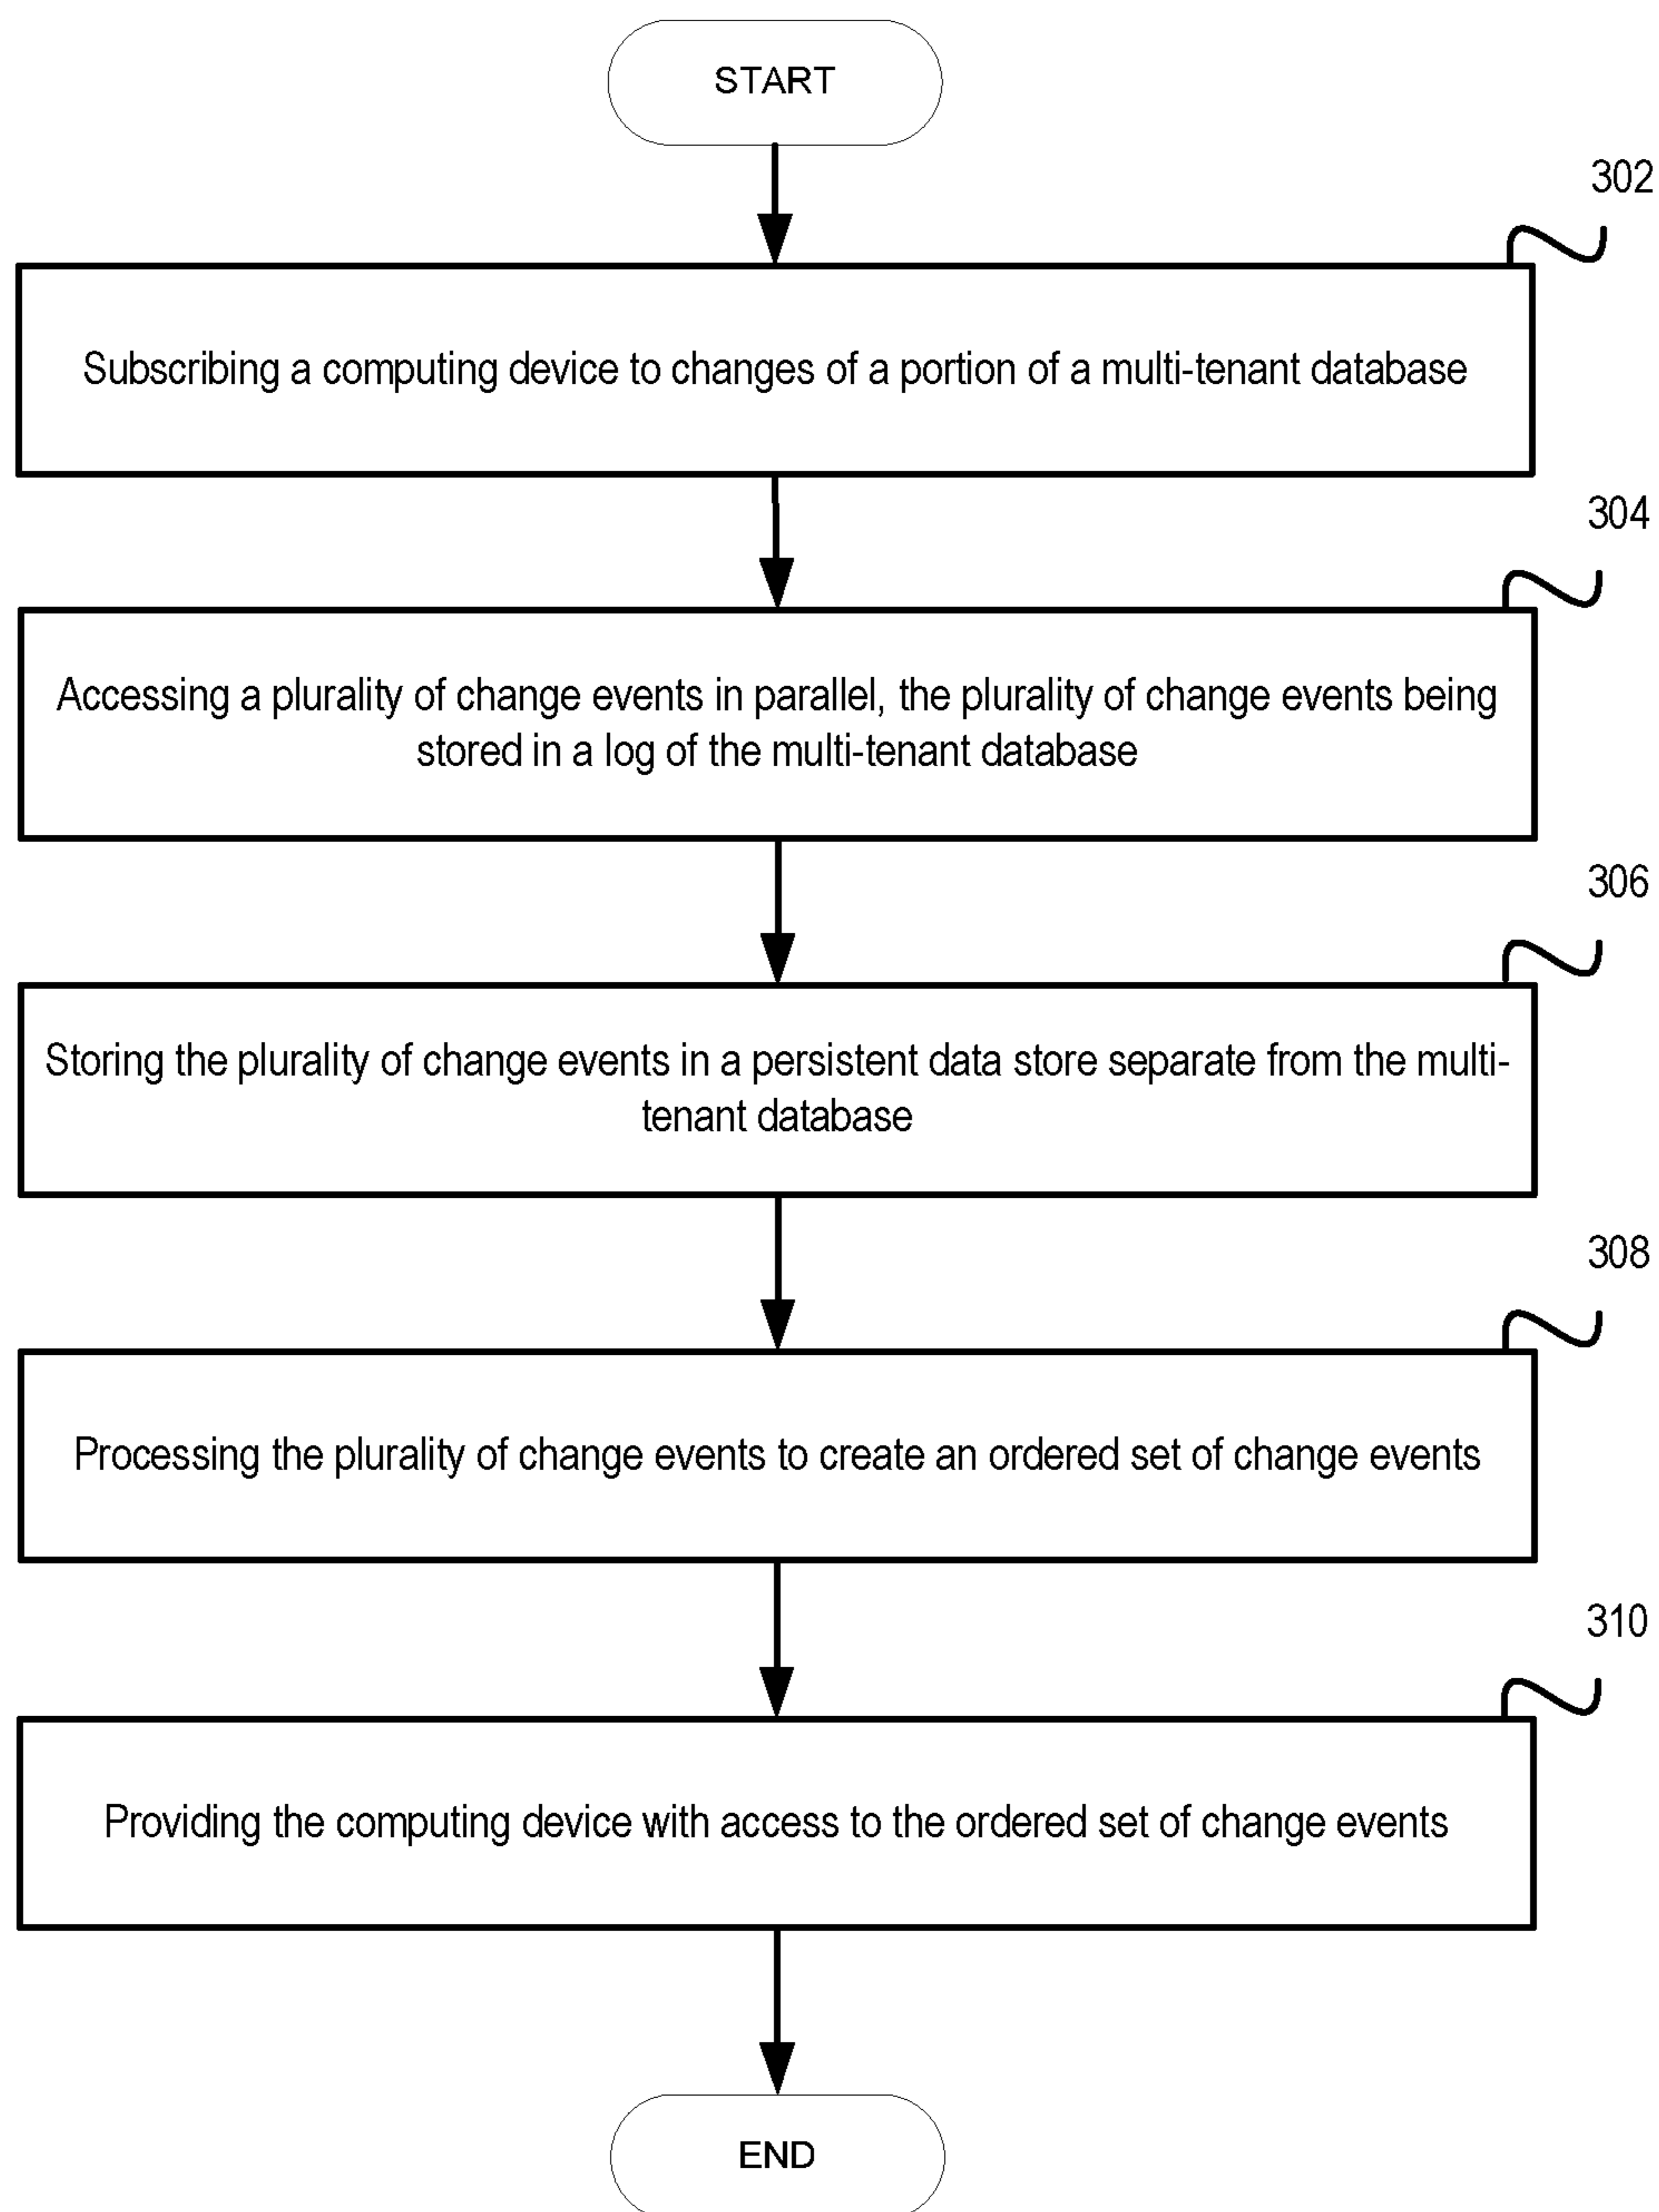 START
302
Subscribing a computing device to changes of a portion of a multi-tenant database
304
Accessing a plurality of change events in parallel, the plurality of change events being
stored in a log of the multi-tenant database
306
Storing the plurality of change events in a persistent data store separate from the multi-
tenant database
308
Processing the plurality of change events to create an ordered set of change events
310
Providing the computing device with access to the ordered set of change events
END